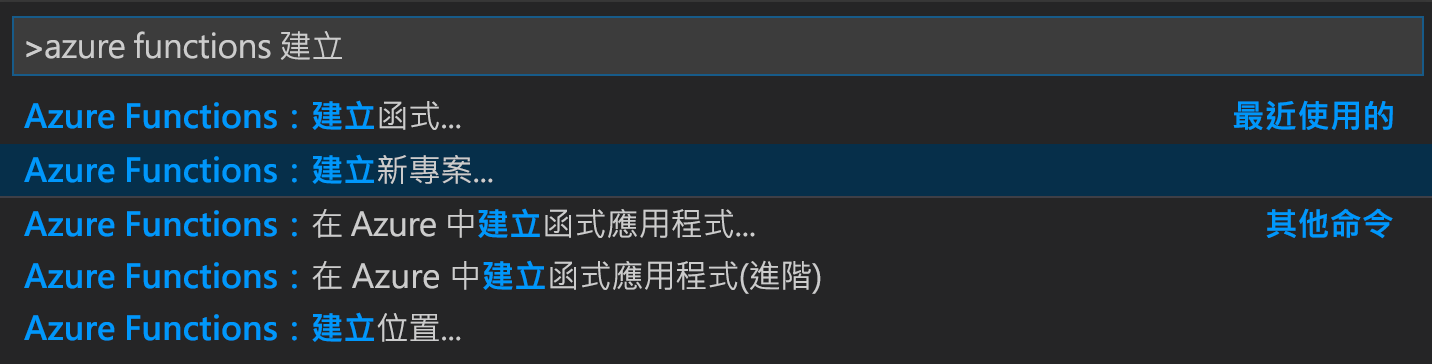 >azure functions 建立
Azure Functions：建立函式... 最近使用的
Azure Functions：建立新專案...
Azure Functions：在 Azure 中建立函式應用程式... 其他命令
Azure Functions：在 Azure 中建立函式應用程式(進階)
Azure Functions：建立位置...